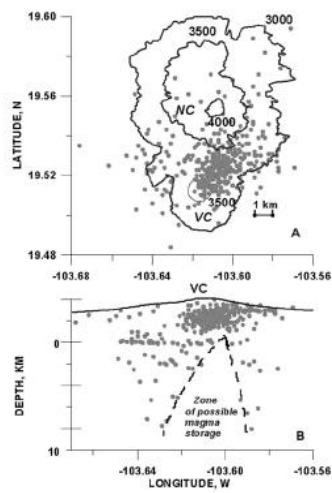 19.60
3500
3000
19.56
NC
4000
LATITUDE, N
19.52
3500
1 km
VC
A
19.48
-103.68
-103.64
-103.60
-103.56
VC
0
DEPTH, KM
Zone
of possible
magma
storage
B
10
-103.64
-103.60
-103.56
LONGITUDE, W